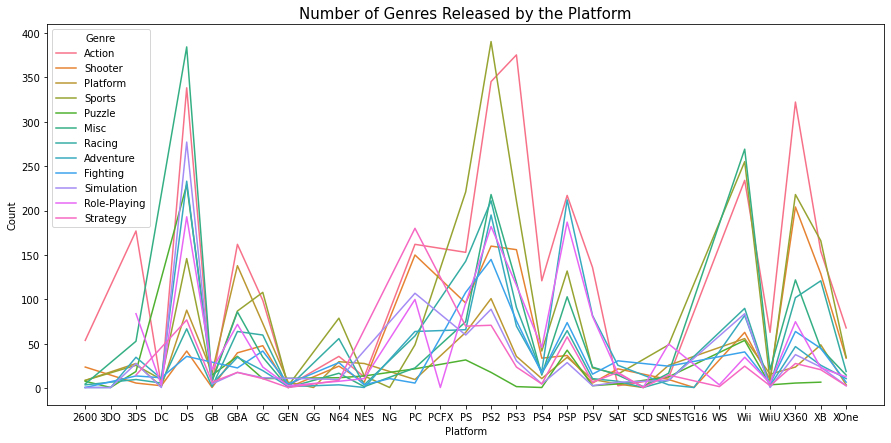 Number of Genres Released by the Platform
Genre
Action
Shooter
Platform
Sports
Puzzle
Misc
Racing
Adventure
Fighting
Simulation
Role-Playing
Strategy
Count
400
350
300
250
200
150
100
50
0
2600 3DO 3DS DC DS GB GBA GC GEN GG N64 NES NG PC PCFX PS PS2 PS3 PS4 PSP PSV SAT SCD SNES TG16 WS Wii WiiU X360 XB XOne
Platform